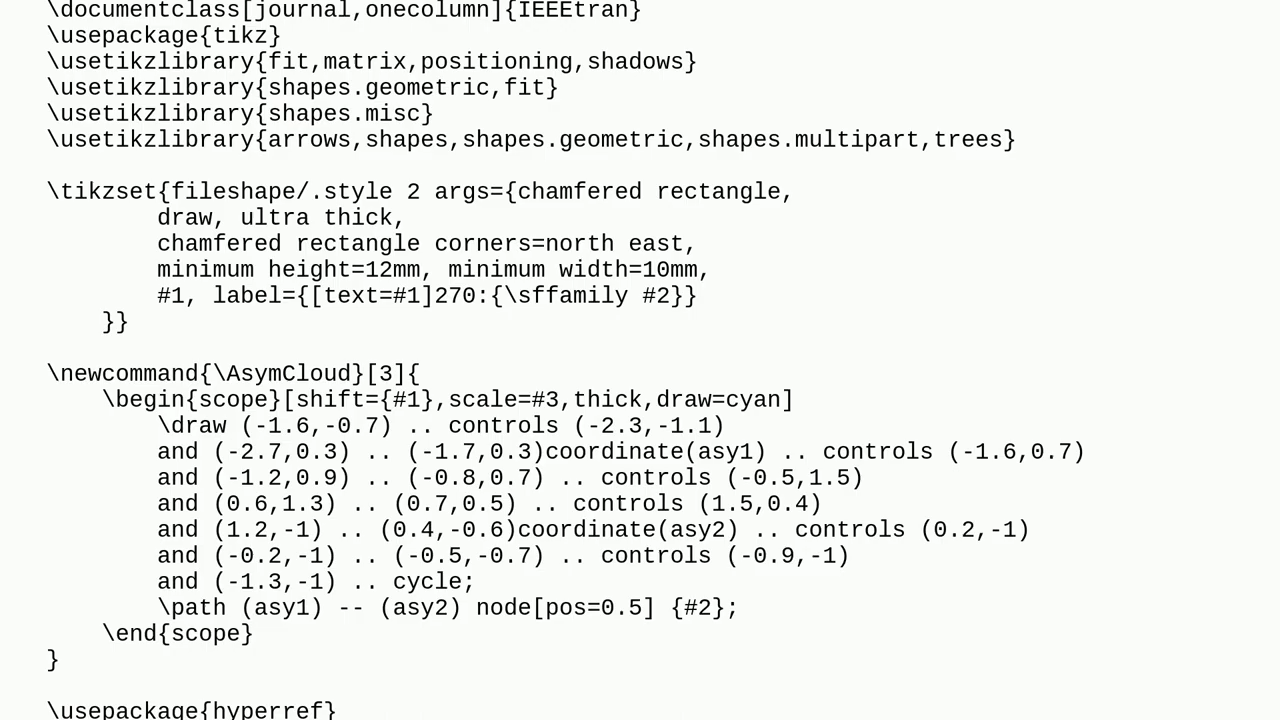 \documentclass[journal,onecolumn]{IEEEtran}
\usepackage{tikz}
\usetikzlibrary{fit,matrix,positioning,shadows}
\usetikzlibrary{shapes.geometric,fit}
\usetikzlibrary{shapes.misc}
\usetikzlibrary{arrows,shapes,shapes.geometric,shapes.multipart,trees}

\tikzset{fileshape/.style 2 args={chamfered rectangle,
        draw, ultra thick,
        chamfered rectangle corners=north east,
        minimum height=12mm, minimum width=10mm,
        #1, label={[text=#1]270:{\sffamily #2}}
    }}

\newcommand{\AsymCloud}[3]{
    \begin{scope}[shift={#1},scale=#3,thick,draw=cyan]
        \draw (-1.6,-0.7) .. controls (-2.3,-1.1)
        and (-2.7,0.3) .. (-1.7,0.3)coordinate(asy1) .. controls (-1.6,0.7)
        and (-1.2,0.9) .. (-0.8,0.7) .. controls (-0.5,1.5)
        and (0.6,1.3) .. (0.7,0.5) .. controls (1.5,0.4)
        and (1.2,-1) .. (0.4,-0.6)coordinate(asy2) .. controls (0.2,-1)
        and (-0.2,-1) .. (-0.5,-0.7) .. controls (-0.9,-1)
        and (-1.3,-1) .. cycle;
        \path (asy1) -- (asy2) node[pos=0.5] {#2};
    \end{scope}
}

\usepackage{hyperref}